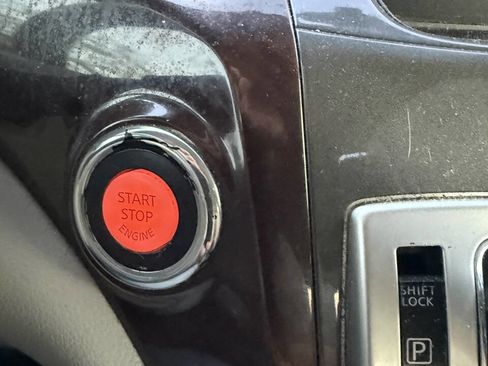 START
STOP
ENGINE
SHIFT
LOCK
P